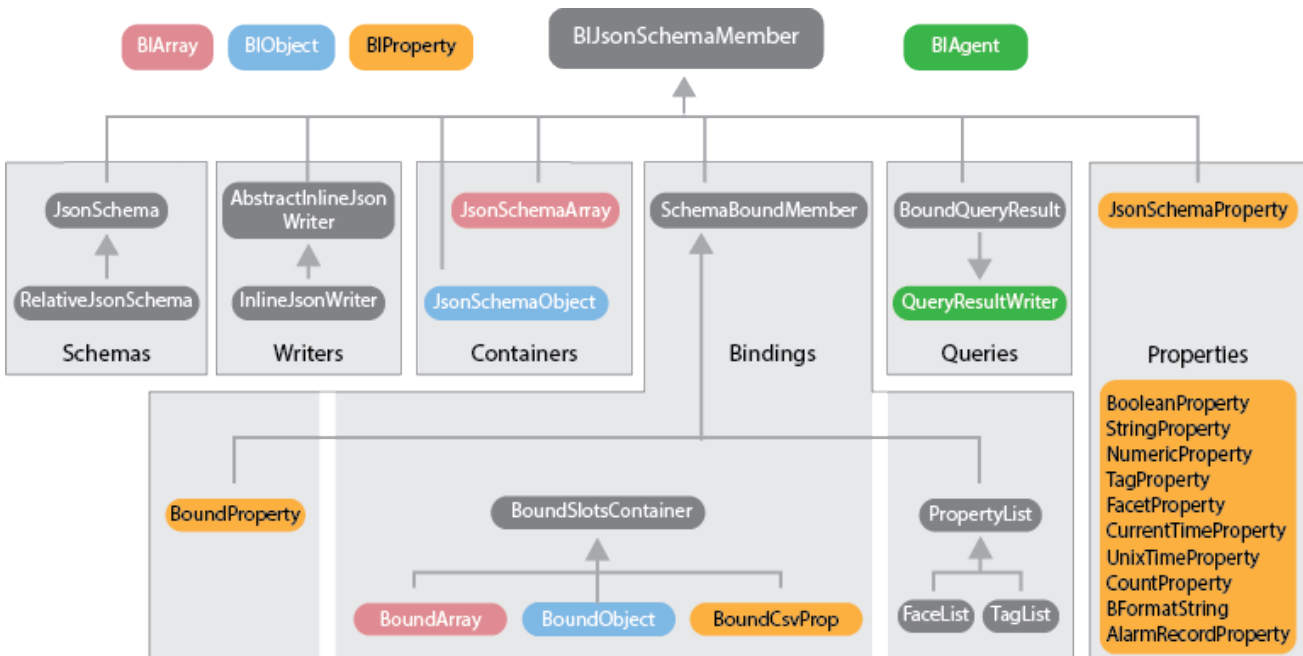 BIArray
BIObject
BIProperty
BIJsonSchemaMember
BIAgent
JsonSchema
RelativeJsonSchema
Schemas
AbstractInlineJson
Writer
InlineJsonWriter
Writers
JsonSchemaArray
JsonSchemaObject
Containers
SchemaBoundMember
Bindings
BoundQueryResult
QueryResultWriter
Queries
JsonSchemaProperty
Properties
BooleanProperty
StringProperty
NumericProperty
TagProperty
FacetProperty
CurrentTimeProperty
UnixTimeProperty
CountProperty
BFormatString
AlarmRecordProperty
BoundProperty
BoundSlotsContainer
BoundArray
BoundObject
BoundCsvProp
PropertyList
FaceList
TagList